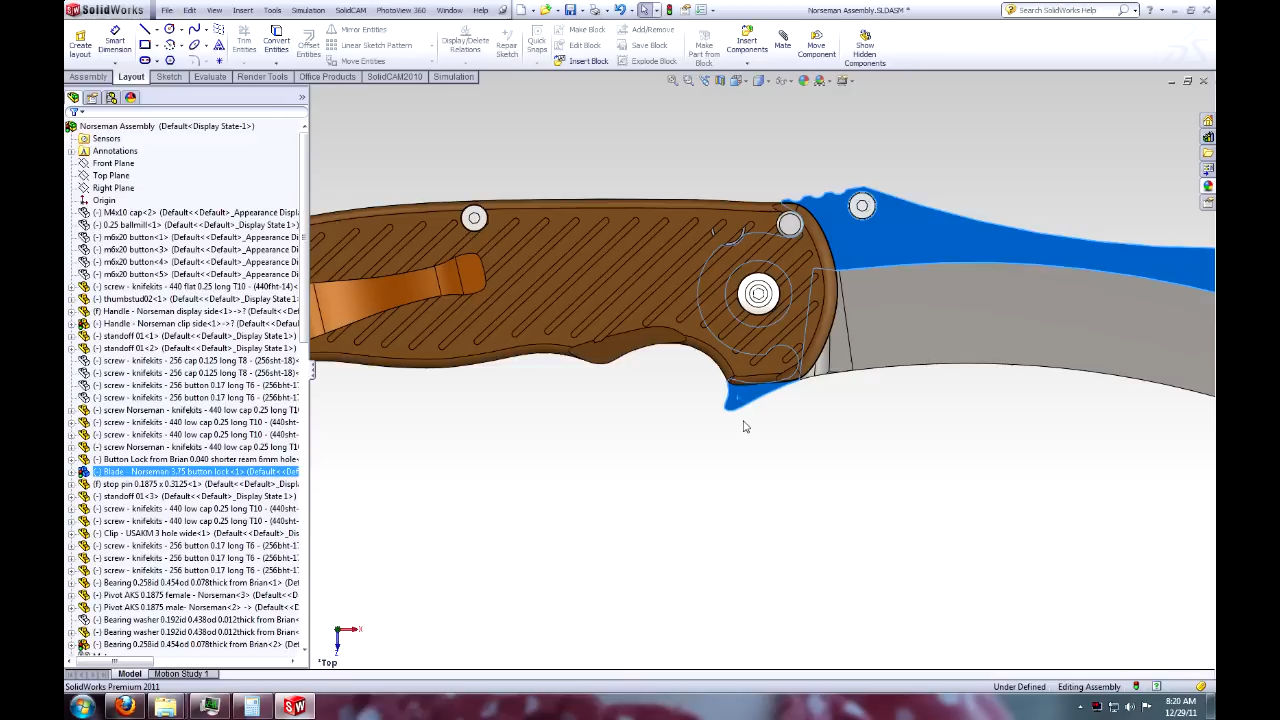 SolidWorks File Edit View Insert Tools Simulation SolidCAM PhotoView 360 Window Help Norseman Assembly.SLDASM * Search SolidWorks Help
Create layout Smart Dimension Trim Entities Convert Entities Offset Entities Mirror Entities Display/Delete Relations Repair Sketch Quick Snaps Make Block Add/Remove Make Part from Block Insert Components Mate Move Component Show Hidden Components
Linear Sketch Pattern Edit Block Save Block
Move Entities Insert Block Explode Block
Assembly Layout Sketch Evaluate Render Tools Office Products SolidCAM2010 Simulation
Norseman Assembly (Default<Display State-1>)
Sensors
Annotations
Front Plane
Top Plane
Right Plane
Origin
(-) M4x10 cap<2> (Default<<Default>_Appearance Displ
(-) 0.25 ballmill<1> (Default<<Default>_Display State
(-) m6x20 button<1> (Default<<Default>_Appearance Di
(-) m6x20 button<3> (Default<<Default>_Appearance Di
(-) m6x20 button<4> (Default<<Default>_Appearance Di
(-) m6x20 button<5> (Default<<Default>_Appearance Di
(-) screw - knifekits - 440 flat 0.25 long T10 - (440fht-14)<
(-) thumbstud02<1> (Default<<Default>_Display State
(f) Handle - Norseman display side<1>->? (Default<<D
(-) Handle - Norseman clip side<1>->? (Default<<Defa
(-) standoff 01<1> (Default<<Default>_Display State 1>)
(-) standoff 01<2> (Default<<Default>_Display State 1>)
(-) screw - knifekits - 256 cap 0.125 long T8 - (256sht-18)<
(-) screw - knifekits - 256 cap 0.125 long T8 - (256sht-18)<
(-) screw - knifekits - 256 button 0.17 long T6 - (256bht-17
(-) screw - knifekits - 256 button 0.17 long T6 - (256bht-17
(-) screw Norseman - knifekits - 440 low cap 0.25 long T1
(-) screw - knifekits - 440 low cap 0.25 long T10 - (440sht-
(-) screw - knifekits - 440 low cap 0.25 long T10 - (440sht-
(-) screw Norseman - knifekits - 440 low cap 0.25 long T1
(-) Button Lock from Brian 0.040 shorter ream 6mm hole<
(-) Blade - Norseman 3.75 button lock<1> (Default<<Def
(f) stop pin 0.1875 x 0.3125<1> (Default<<Default>_Disp
(-) standoff 01<3> (Default<<Default>_Display State 1>)
(-) screw - knifekits - 440 low cap 0.25 long T10 - (440sht-
(-) screw - knifekits - 440 low cap 0.25 long T10 - (440sht-
(-) Clip - USAKM 3 hole wide<1> (Default<<Default>_Dis
(-) screw - knifekits - 256 button 0.17 long T6 - (256bht-17
(-) screw - knifekits - 256 button 0.17 long T6 - (256bht-17
(-) screw - knifekits - 256 button 0.17 long T6 - (256bht-17
(-) Bearing 0.258id 0.454od 0.078thick from Brian<1> (De
(-) Pivot AKS 0.1875 female - Norseman<2> (Default<<D
(-) Pivot AKS 0.1875 male- Norseman<2> -> (Default<<D
(-) Bearing washer 0.192id 0.438od 0.012thick from Brian
(-) Bearing washer 0.192id 0.438od 0.012thick from Brian
(-) Bearing 0.258id 0.454od 0.078thick from Brian<2> (De
X
Z
*Top
Model Motion Study 1
SolidWorks Premium 2011 Under Defined Editing Assembly
8:20 AM
12/29/11